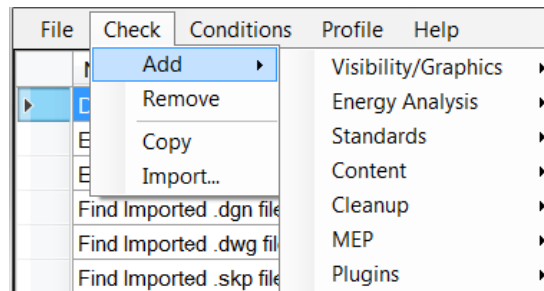 File Check Conditions Profile Help
Add Visibility/Graphics
Remove Energy Analysis
Standards
Copy Content
Import... Cleanup
Find Imported .dgn file
MEP
Find Imported .dwg fil
Plugins
Find Imported .skp file